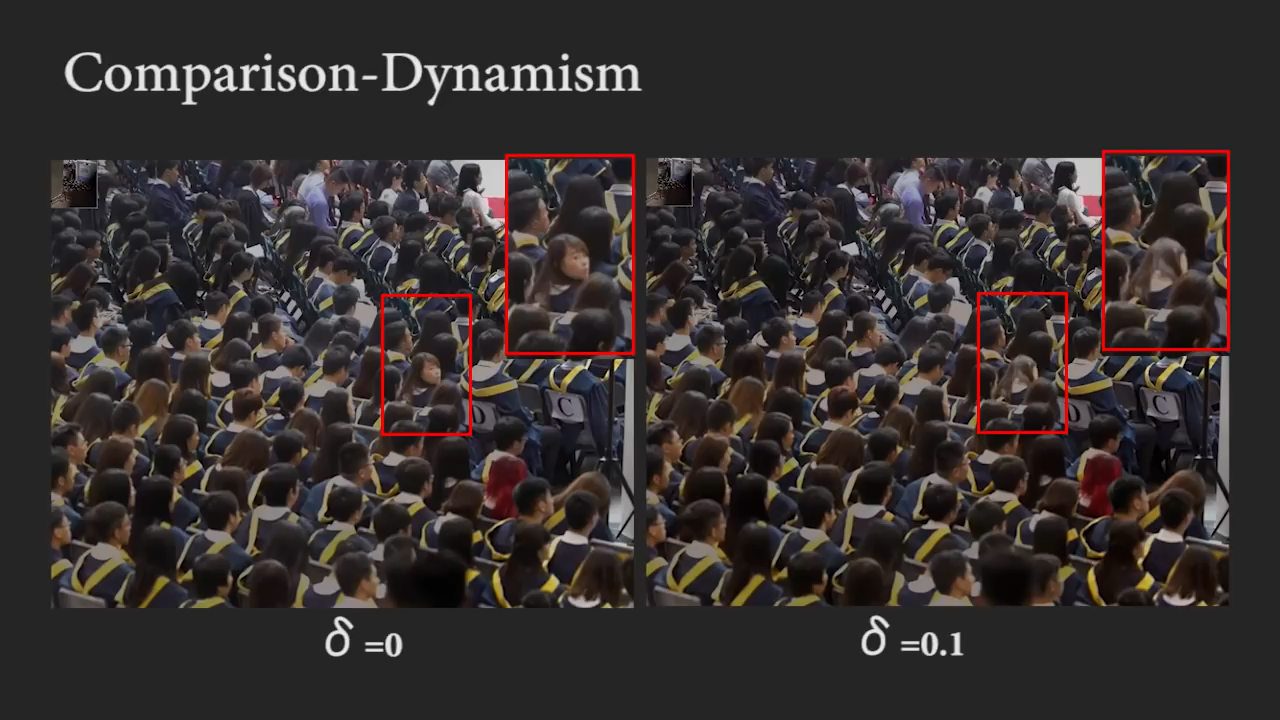 Comparison-Dynamism
D C
D C
δ =0
δ =0.1